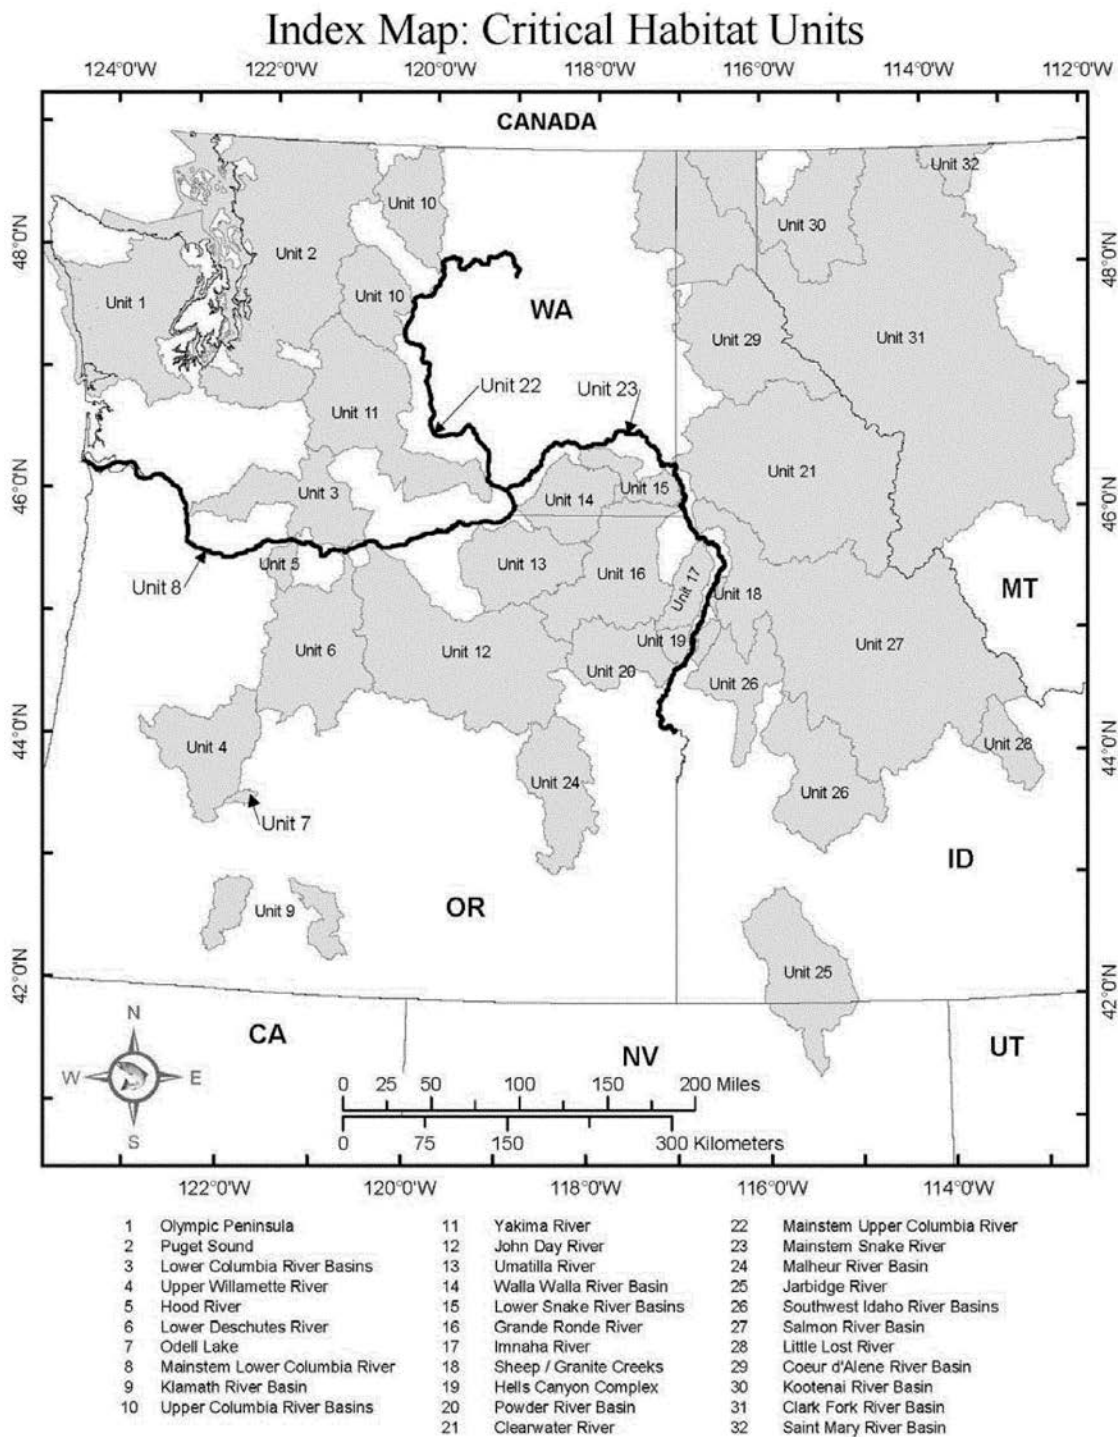 Index Map: Critical Habitat Units
124°0'W 122°0'W 120°0'W 118°0'W 116°0'W 114°0'W 112°0'W
CANADA
Unit 32
Unit 10
Unit 30
48°0'N
Unit 2
48°0'N
Unit 1
Unit 10
WA
Unit 29
Unit 31
Unit 22
Unit 23
Unit 11
Unit 21
46°0'N
Unit 3
Unit 14
Unit 15
46°0'N
Unit 5
Unit 13
Unit 16
Unit 17
Unit 8
Unit 18
MT
Unit 6
Unit 12
Unit 19
Unit 27
Unit 20
Unit 26
44°0'N
Unit 4
Unit 28
44°0'N
Unit 24
Unit 26
Unit 7
ID
OR
Unit 9
42°0'N
Unit 25
42°0'N
N
CA
NV
UT
W E
S
0 25 50 100 150 200 Miles
0 75 150 300 Kilometers
122°0'W 120°0'W 118°0'W 116°0'W 114°0'W
1 Olympic Peninsula
2 Puget Sound
3 Lower Columbia River Basins
4 Upper Willamette River
5 Hood River
6 Lower Deschutes River
7 Odell Lake
8 Mainstem Lower Columbia River
9 Klamath River Basin
10 Upper Columbia River Basins
11 Yakima River
12 John Day River
13 Umatilla River
14 Walla Walla River Basin
15 Lower Snake River Basins
16 Grande Ronde River
17 Imnaha River
18 Sheep / Granite Creeks
19 Hells Canyon Complex
20 Powder River Basin
21 Clearwater River
22 Mainstem Upper Columbia River
23 Mainstem Snake River
24 Malheur River Basin
25 Jarbidge River
26 Southwest Idaho River Basins
27 Salmon River Basin
28 Little Lost River
29 Coeur d'Alene River Basin
30 Kootenai River Basin
31 Clark Fork River Basin
32 Saint Mary River Basin